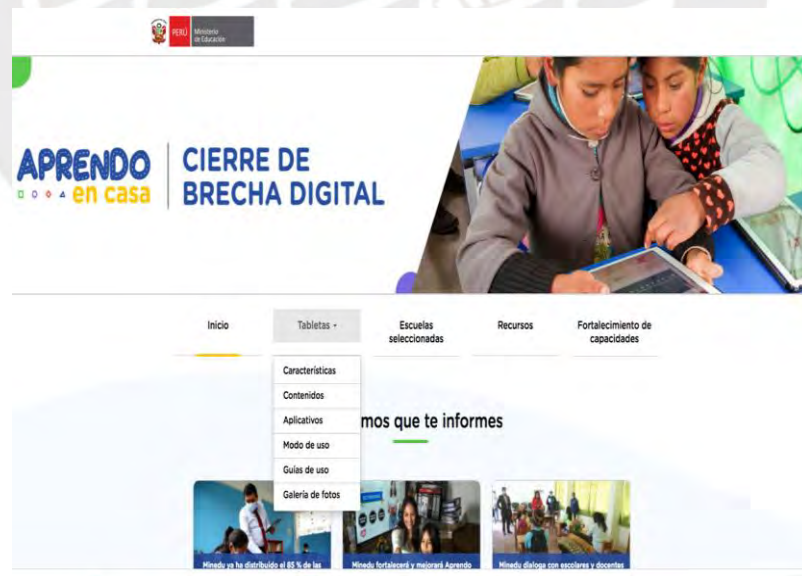 PERÚ
Ministerio
de Educación
APRENDO
en casa
CIERRE DE
BRECHA DIGITAL
Inicio
Tabletas
Escuelas
seleccionadas
Recursos
Fortalecimiento de
capacidades
Características
Contenidos
Aplicativos
Modo de uso
Guías de uso
Galería de fotos
mos que te informes
Minedu ya ha distribuido el 85 % de las
Minedu fortalecerá y mejorará Aprendo
Minedu dialoga con escolares y docentes